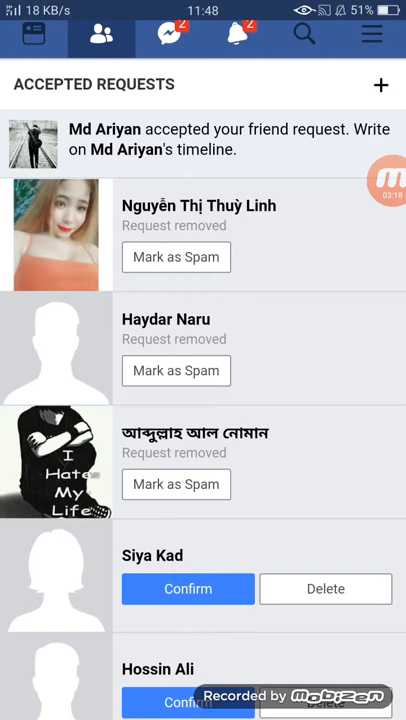 18 KB/s 11:48 51%
2 2
ACCEPTED REQUESTS +
Md Ariyan accepted your friend request. Write
on Md Ariyan's timeline.
03:18
Nguyễn Thị Thuỳ Linh
Request removed
Mark as Spam
Haydar Naru
Request removed
Mark as Spam
আব্দুল্লাহ আল নোমান
Request removed
Mark as Spam
I
Hate
My
Life
Siya Kad
Confirm Delete
Hossin Ali
Recorded by mobizen